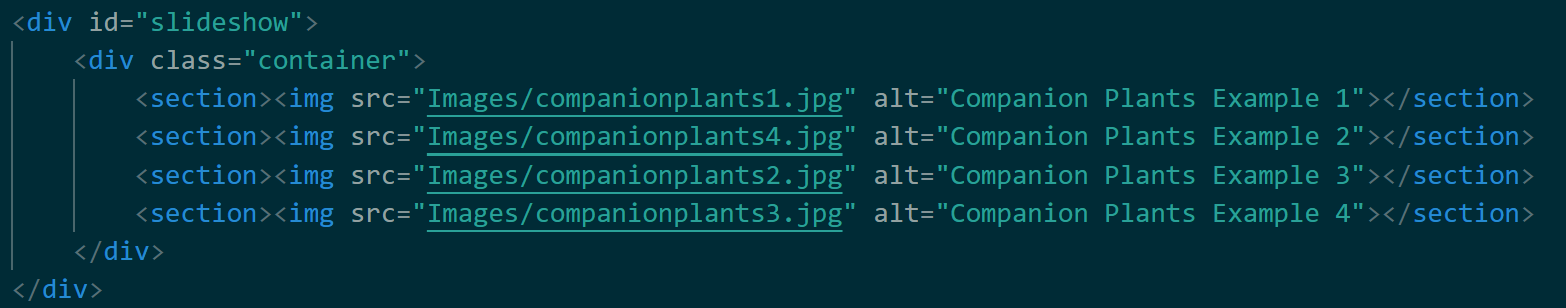 <div id="slideshow">
    <div class="container">
        <section><img src="Images/companionplants1.jpg" alt="Companion Plants Example 1"></section>
        <section><img src="Images/companionplants4.jpg" alt="Companion Plants Example 2"></section>
        <section><img src="Images/companionplants2.jpg" alt="Companion Plants Example 3"></section>
        <section><img src="Images/companionplants3.jpg" alt="Companion Plants Example 4"></section>
    </div>
</div>